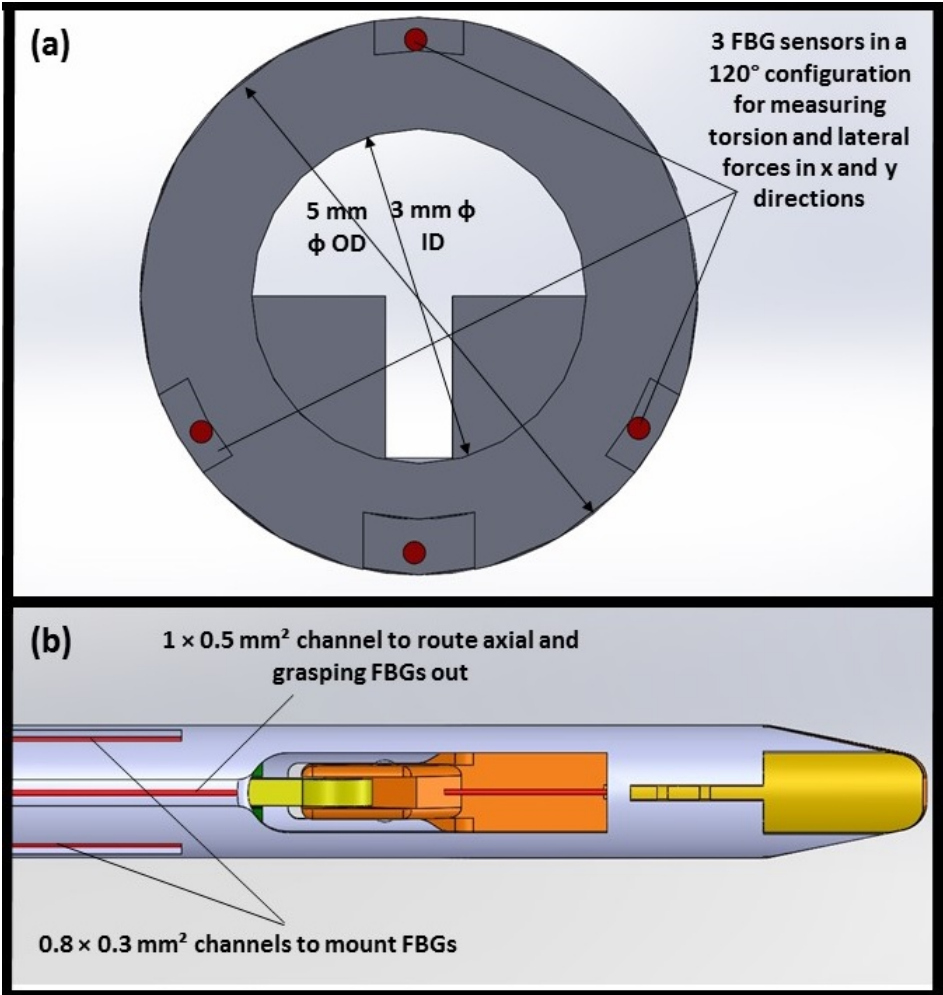 (a)
3 FBG sensors in a
120° configuration
for measuring
torsion and lateral
forces in x and y
directions
5 mm
ϕ OD
3 mm ϕ
ID
(b)
1 × 0.5 mm² channel to route axial and
grasping FBGs out
0.8 × 0.3 mm² channels to mount FBGs